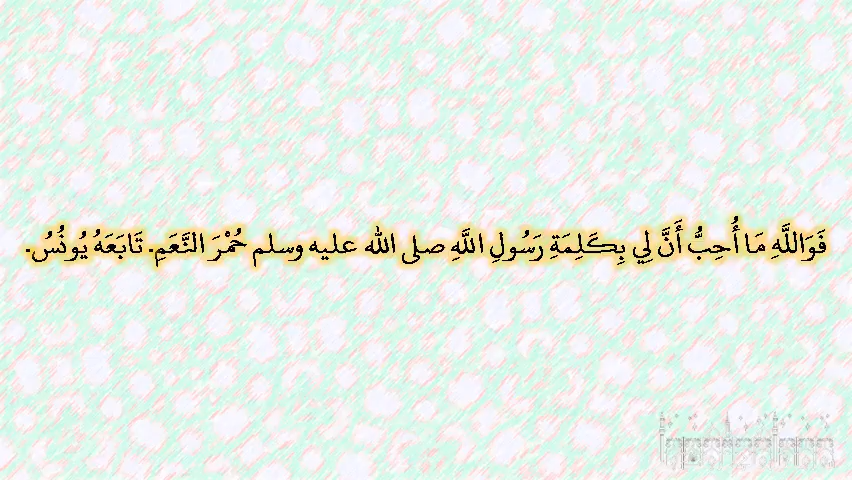 فَوَاللَّهِ مَا أُحِبُّ أَنَّ لِي بِكَلِمَةِ رَسُولِ اللَّهِ صلى الله عليه وسلم حُمْرَ النَّعَمِ. تَابَعَهُ يُونُسُ.